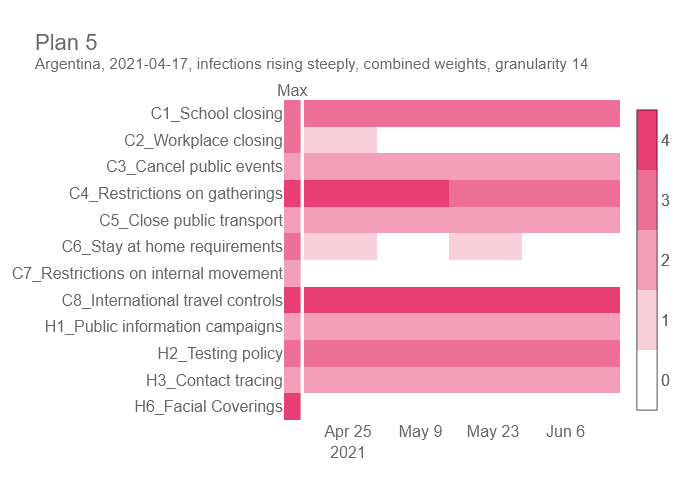 Plan 5
Argentina, 2021-04-17, infections rising steeply, combined weights, granularity 14
Max
C1_School closing
C2_Workplace closing
C3_Cancel public events
C4_Restrictions on gatherings
C5_Close public transport
C6_Stay at home requirements
C7_Restrictions on internal movement
C8_International travel controls
H1_Public information campaigns
H2_Testing policy
H3_Contact tracing
H6_Facial Coverings
4
3
2
1
0
Apr 25 May 9 May 23 Jun 6
2021